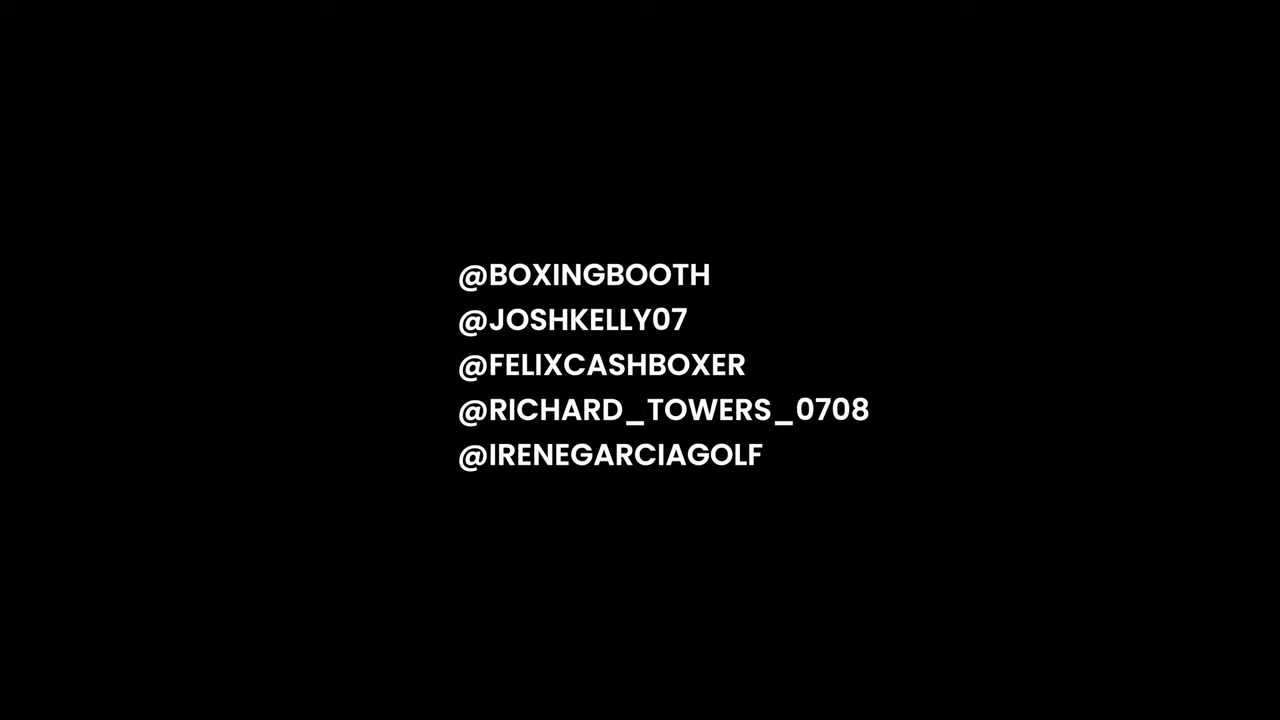 @BOXINGBOOTH
@JOSHKELLY07
@FELIXCASHBOXER
@RICHARD_TOWERS_0708
@IRENEGARCIAGOLF